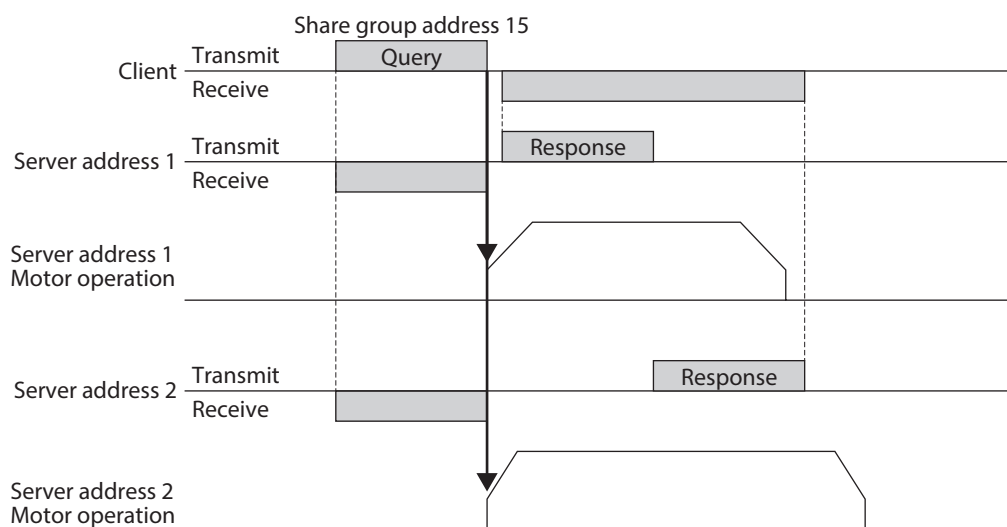 Share group address 15
Client
Transmit
Query
Receive
Server address 1
Transmit
Response
Receive
Server address 1
Motor operation
Server address 2
Transmit
Response
Receive
Server address 2
Motor operation